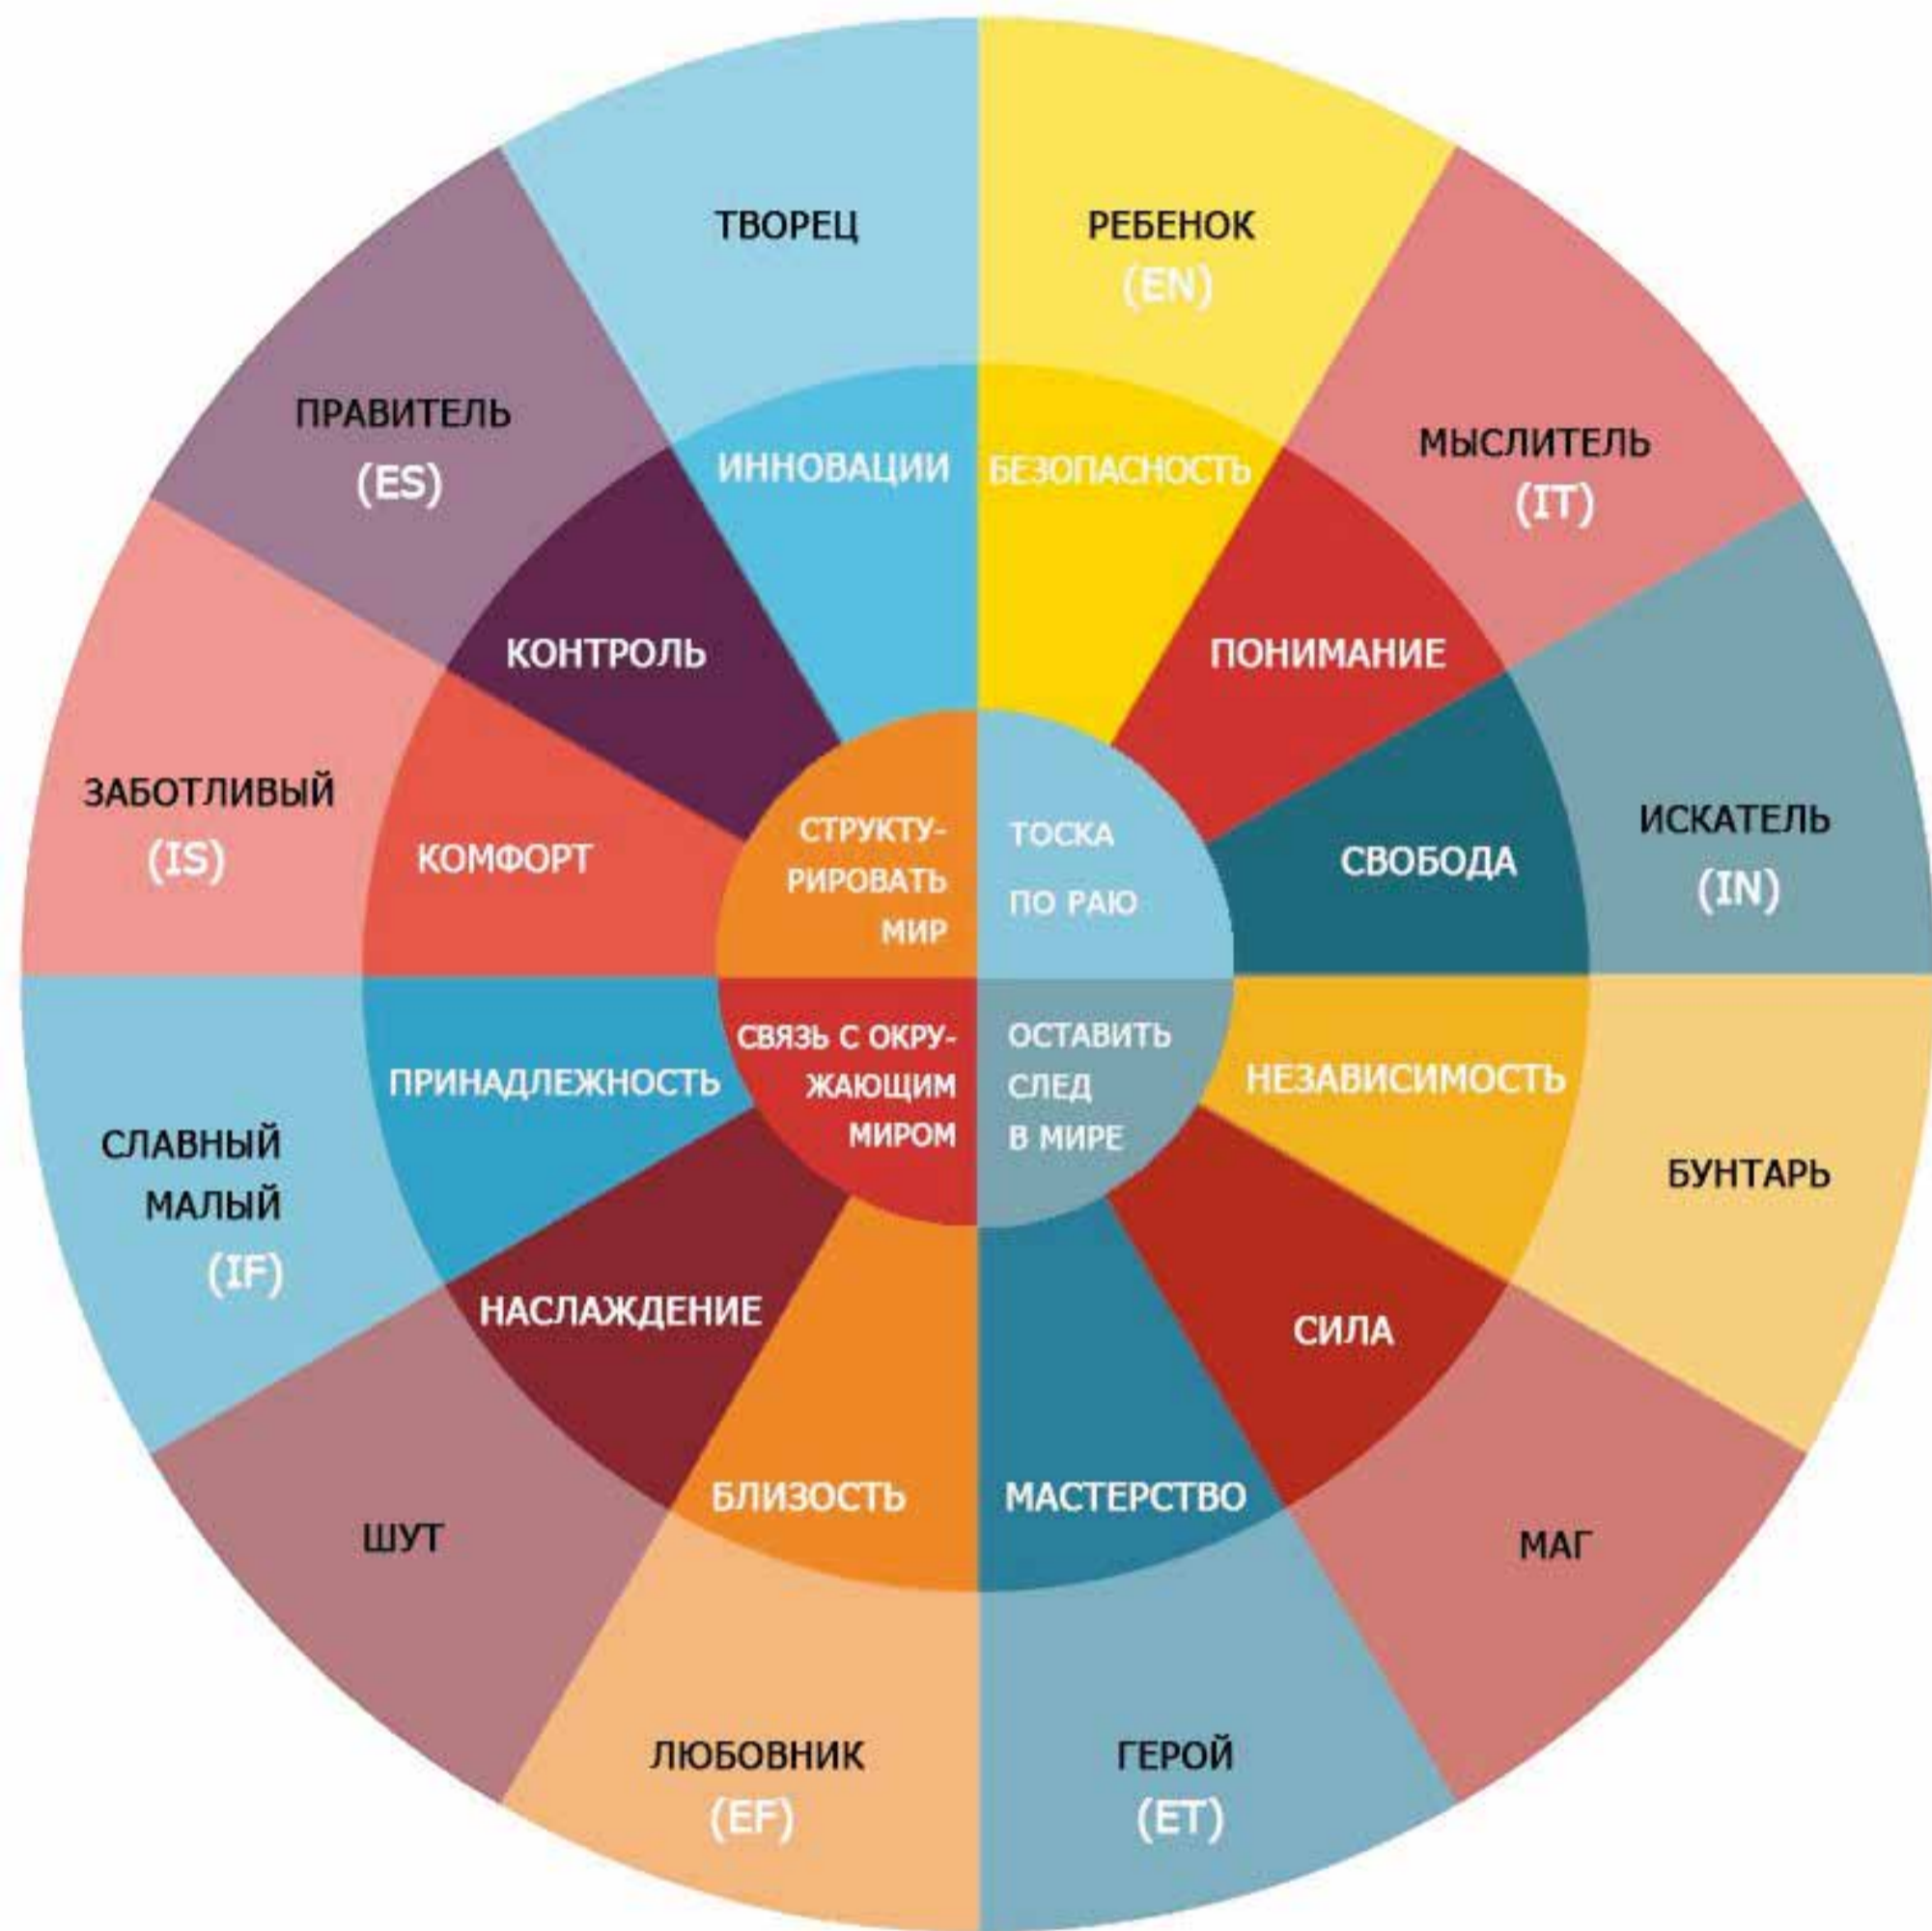 ТВОРЕЦ
РЕБЕНОК
(EN)
ПРАВИТЕЛЬ
(ES)
МЫСЛИТЕЛЬ
(IT)
ИННОВАЦИИ
БЕЗОПАСНОСТЬ
КОНТРОЛЬ
ПОНИМАНИЕ
ЗАБОТЛИВЫЙ
(IS)
КОМФОРТ
СТРУКТУ-
РИРОВАТЬ
МИР
ТОСКА
ПО РАЮ
СВОБОДА
ИСКАТЕЛЬ
(IN)
СЛАВНЫЙ
МАЛЫЙ
(IF)
ПРИНАДЛЕЖНОСТЬ
СВЯЗЬ С ОКРУ-
ЖАЮЩИМ
МИРОМ
ОСТАВИТЬ
СЛЕД
В МИРЕ
НЕЗАВИСИМОСТЬ
БУНТАРЬ
НАСЛАЖДЕНИЕ
СИЛА
БЛИЗОСТЬ
МАСТЕРСТВО
ШУТ
МАГ
ЛЮБОВНИК
(EF)
ГЕРОЙ
(ET)